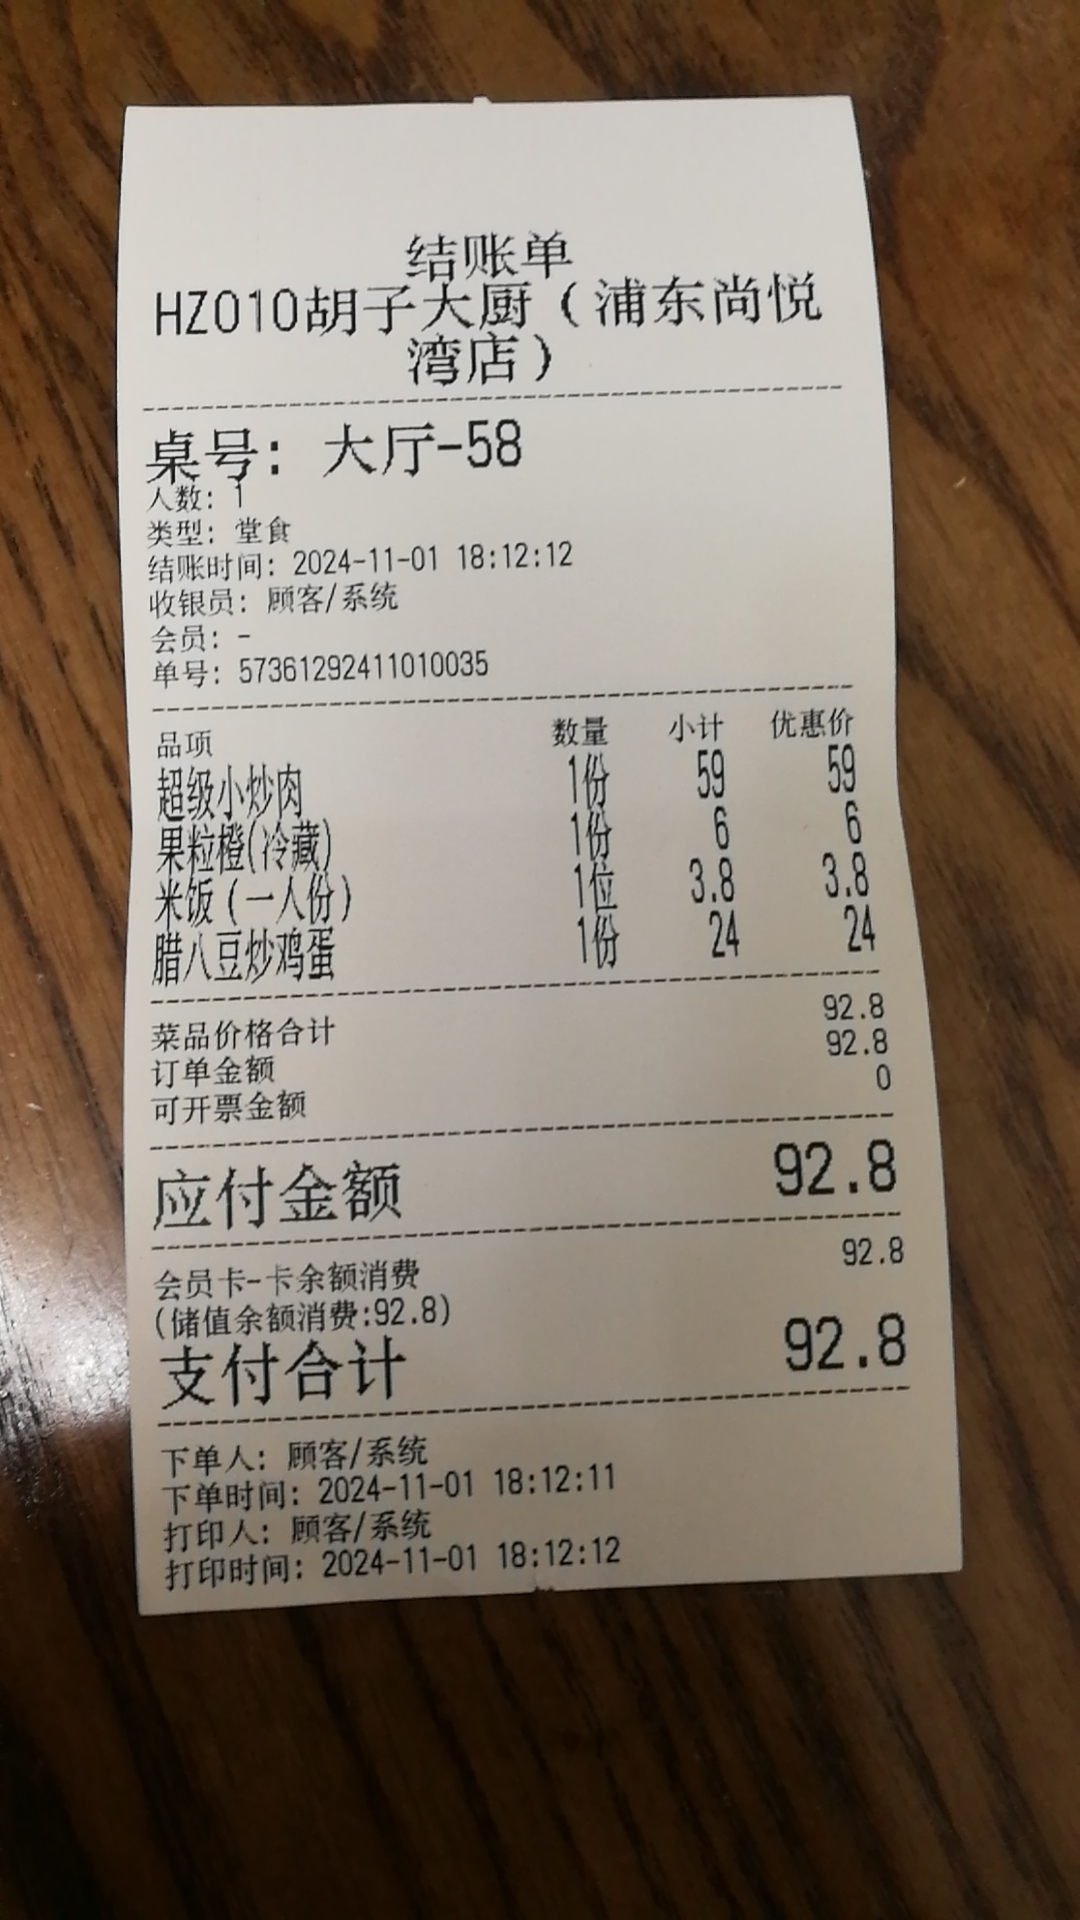 结账单
HZ010胡子大厨（浦东尚悦
湾店）
桌号：大厅-58
人数：1
类型：堂食
结账时间：2024-11-01 18:12:12
收银员：顾客/系统
会员：-
单号：57361292411010035
品项 数量 小计 优惠价
超级小炒肉 1份 59 59
果粒橙(冷藏) 1份 6 6
米饭（一人份） 1位 3.8 3.8
腊八豆炒鸡蛋 1份 24 24
菜品价格合计 92.8
订单金额 92.8
可开票金额 0
应付金额 92.8
会员卡-卡余额消费 92.8
(储值余额消费:92.8)
支付合计 92.8
下单人：顾客/系统
下单时间：2024-11-01 18:12:11
打印人：顾客/系统
打印时间：2024-11-01 18:12:12